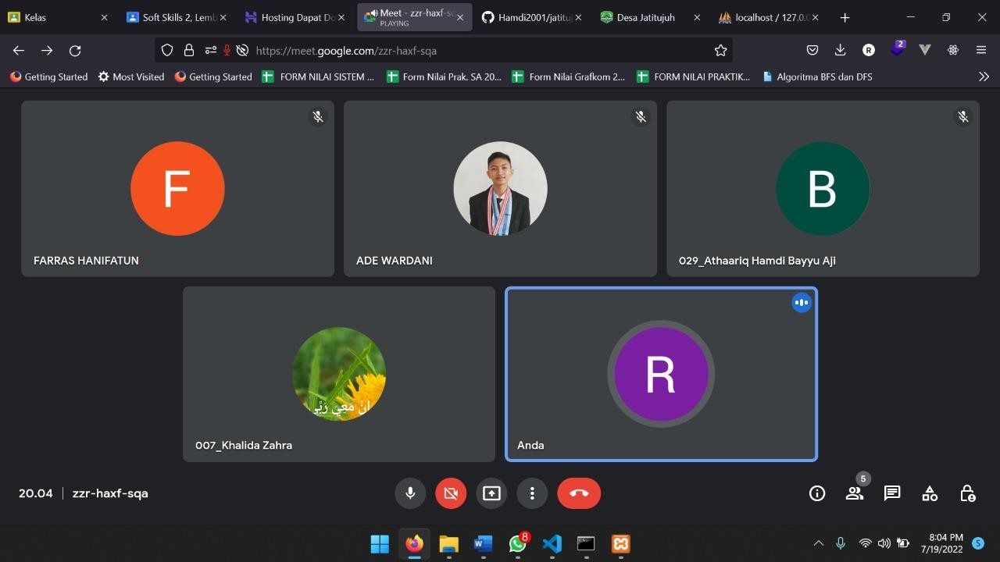 Kelas
Soft Skills 2, Lemb
Hosting Dapat Do
Meet - zzr-haxf-sq
PLAYING
Hamdi2001/jatituj
Desa Jatitujuh
localhost / 127.0.0
https://meet.google.com/zzr-haxf-sqa
R
2
Getting Started
Most Visited
Getting Started
FORM NILAI SISTEM ...
Form Nilai Prak. SA 20...
Form Nilai Grafkom 2...
FORM NILAI PRAKTIK...
Algoritma BFS dan DFS
F
FARRAS HANIFATUN
ADE WARDANI
B
029_Athaariq Hamdi Bayyu Aji
انَّ مَعِيَ رَبِّي
007_Khalida Zahra
R
Anda
20.04 | zzr-haxf-sqa
5
8
8:04 PM
7/19/2022
5